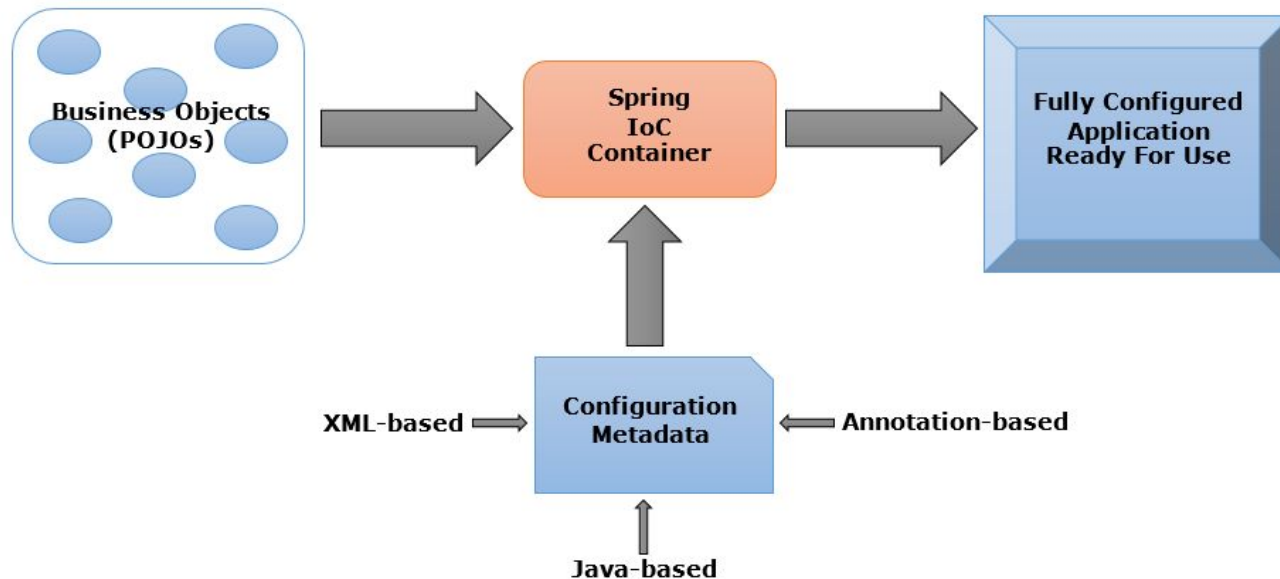 Business Objects
(POJOs)
Spring
IoC
Container
Fully Configured
Application
Ready For Use
Configuration
Metadata
XML-based
Annotation-based
Java-based